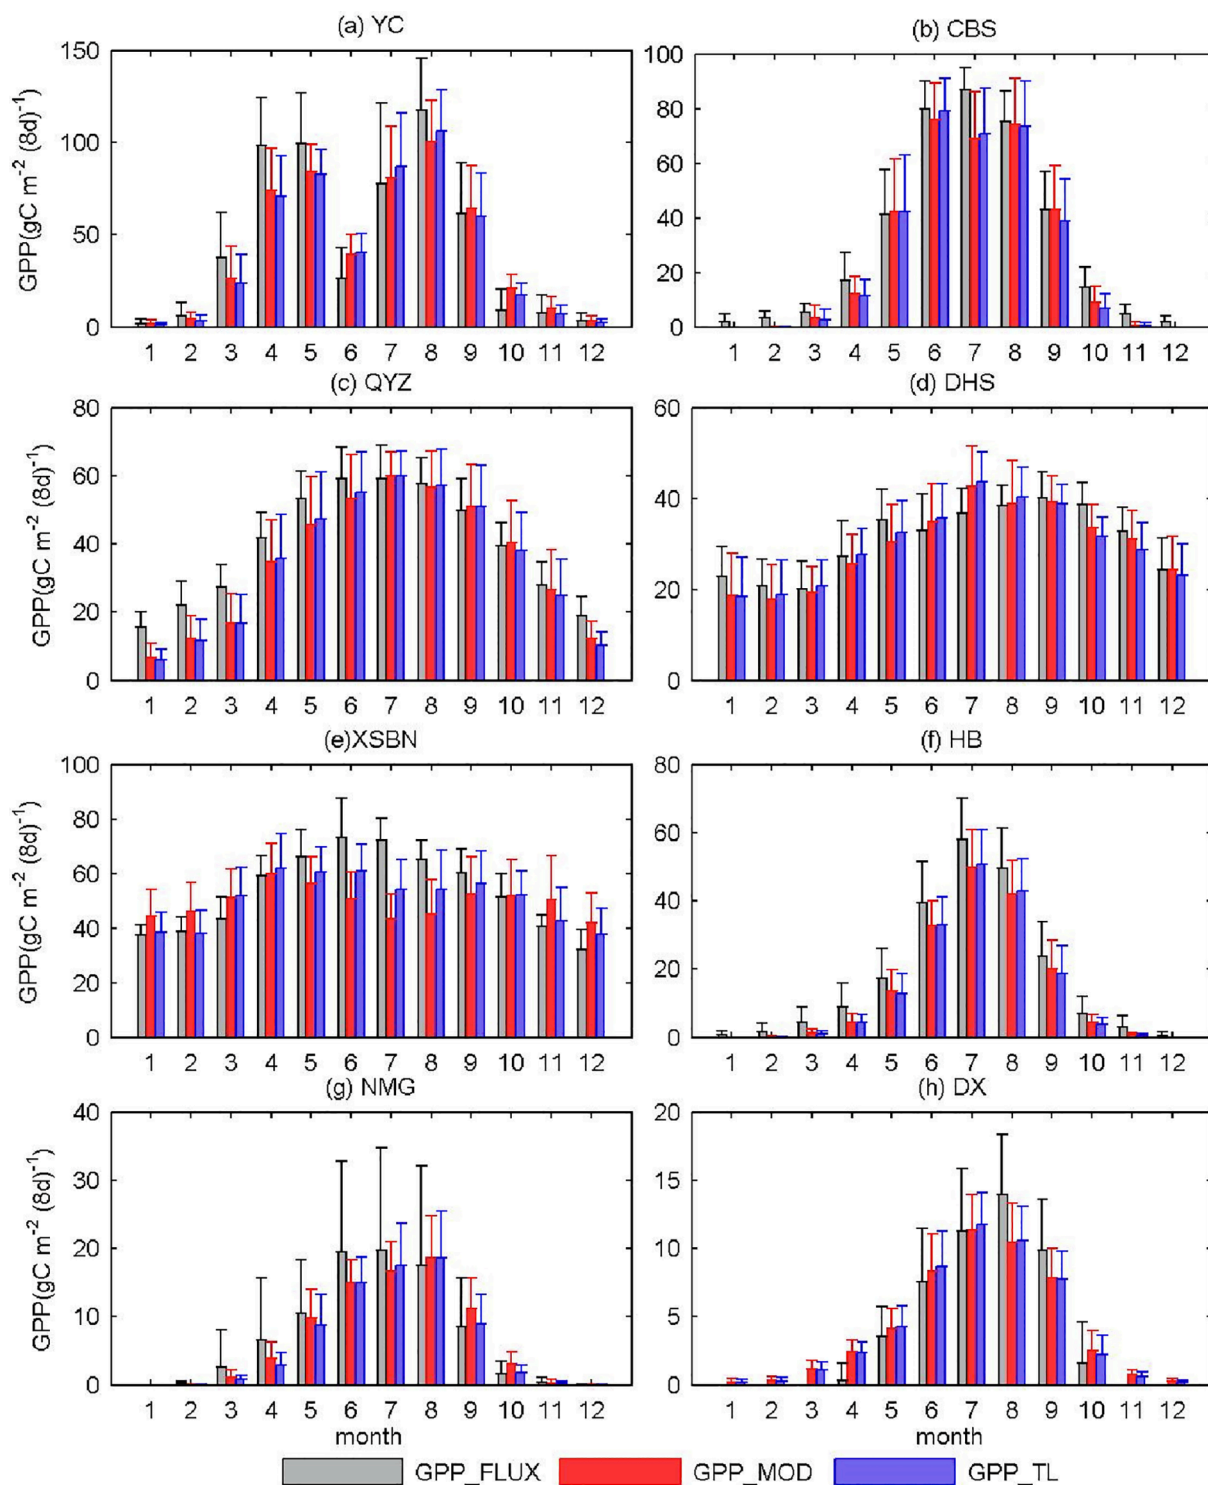 (a) YC
(b) CBS
GPP(gC m⁻² (8d)⁻¹)
150
100
50
0
100
80
60
40
20
0
1 2 3 4 5 6 7 8 9 10 11 12
1 2 3 4 5 6 7 8 9 10 11 12
(c) QYZ
(d) DHS
GPP(gC m⁻² (8d)⁻¹)
80
60
40
20
0
60
40
20
0
1 2 3 4 5 6 7 8 9 10 11 12
1 2 3 4 5 6 7 8 9 10 11 12
(e)XSBN
(f) HB
GPP(gC m⁻² (8d)⁻¹)
100
80
60
40
20
0
80
60
40
20
0
1 2 3 4 5 6 7 8 9 10 11 12
1 2 3 4 5 6 7 8 9 10 11 12
(g) NMG
(h) DX
GPP(gC m⁻² (8d)⁻¹)
40
30
20
10
0
20
15
10
5
0
1 2 3 4 5 6 7 8 9 10 11 12
1 2 3 4 5 6 7 8 9 10 11 12
month
month
GPP_FLUX GPP_MOD GPP_TL